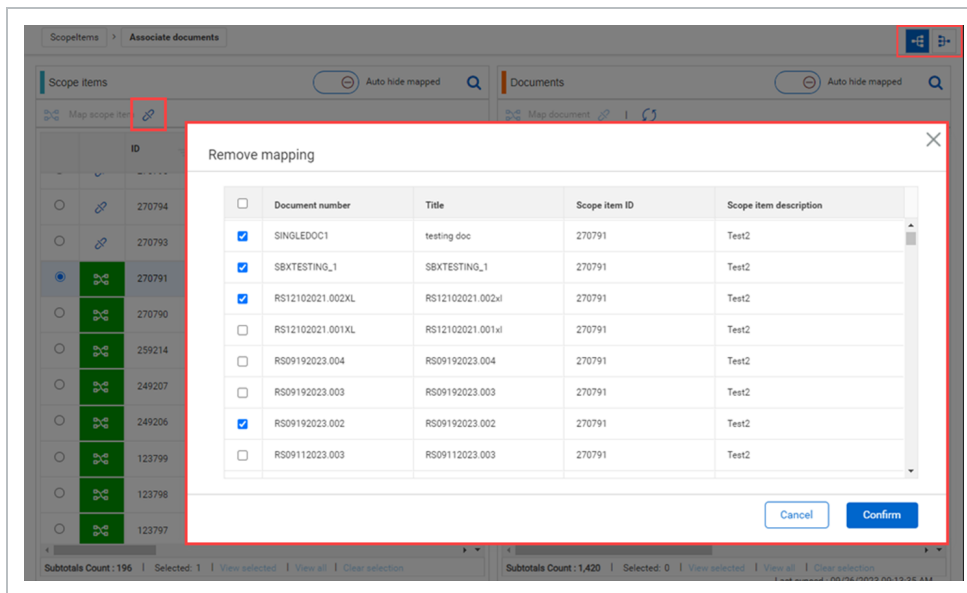 ScopeItems > Associate documents
Scope items Auto hide mapped
Documents Auto hide mapped
Map scope item
Map document
ID
270794
270793
270791
270790
259214
249207
249206
123799
123798
123797
Remove mapping
Document number Title Scope item ID Scope item description
SINGLEDOC1 testing doc 270791 Test2
SBXTESTING_1 SBXTESTING_1 270791 Test2
RS12102021.002XL RS12102021.002xl 270791 Test2
RS12102021.001XL RS12102021.001xl 270791 Test2
RS09192023.004 RS09192023.004 270791 Test2
RS09192023.003 RS09192023.003 270791 Test2
RS09192023.002 RS09192023.002 270791 Test2
RS09112023.003 RS09112023.003 270791 Test2
Cancel Confirm
Subtotals Count : 196 | Selected: 1 | View selected | View all | Clear selection
Subtotals Count : 1,420 | Selected: 0 | View selected | View all | Clear selection